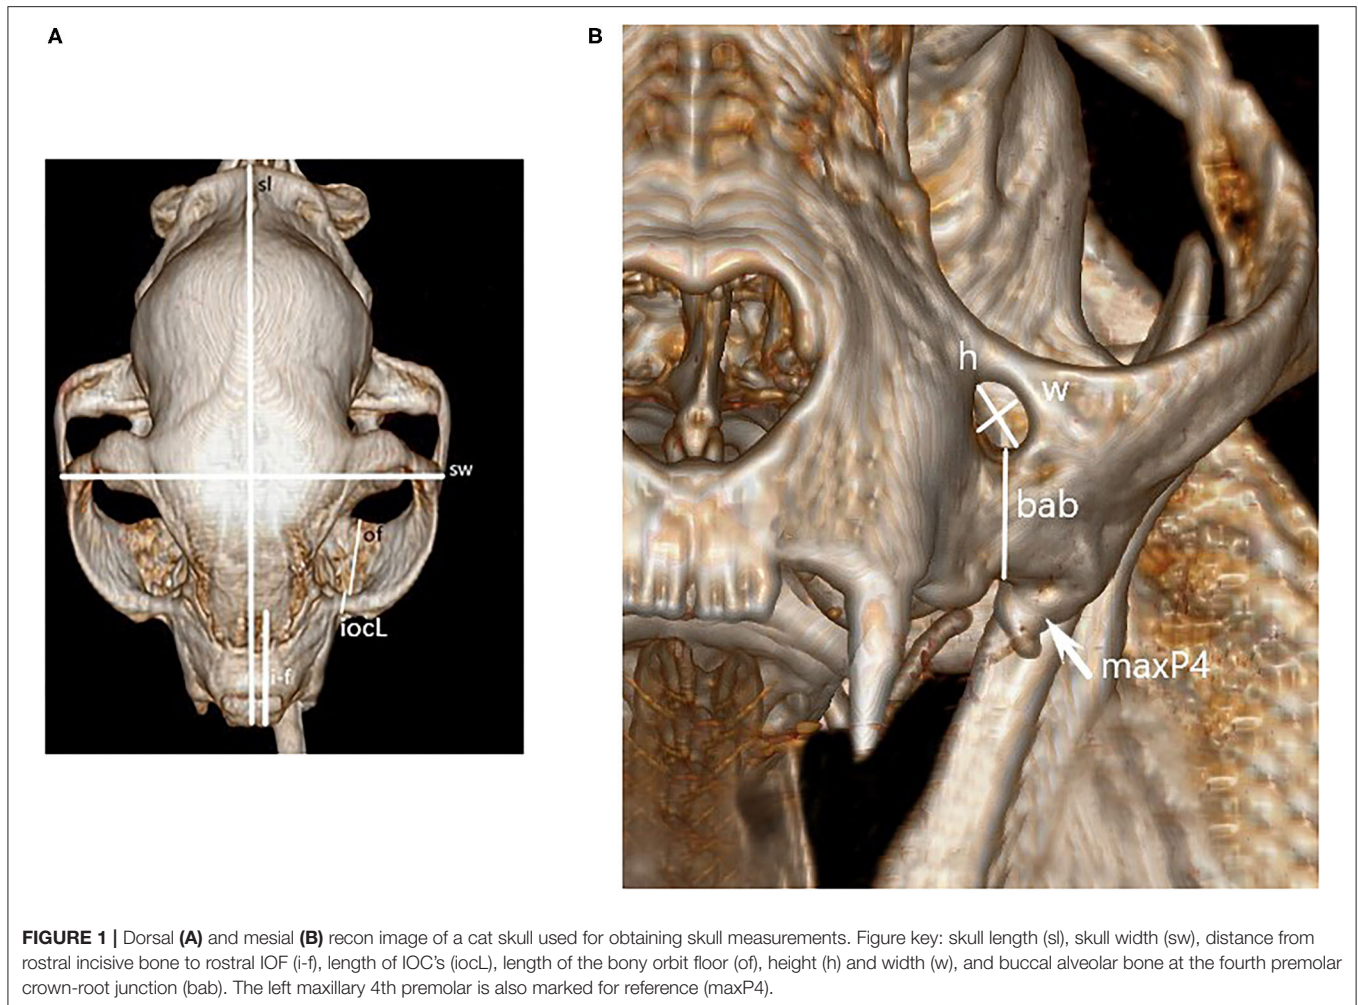 A
B
sl
sw
of
iocL
i-f
h
w
bab
maxP4
FIGURE 1 | Dorsal (A) and mesial (B) recon image of a cat skull used for obtaining skull measurements. Figure key: skull length (sl), skull width (sw), distance from
rostral incisive bone to rostral IOF (i-f), length of IOC's (iocL), length of the bony orbit floor (of), height (h) and width (w), and buccal alveolar bone at the fourth premolar
crown-root junction (bab). The left maxillary 4th premolar is also marked for reference (maxP4).